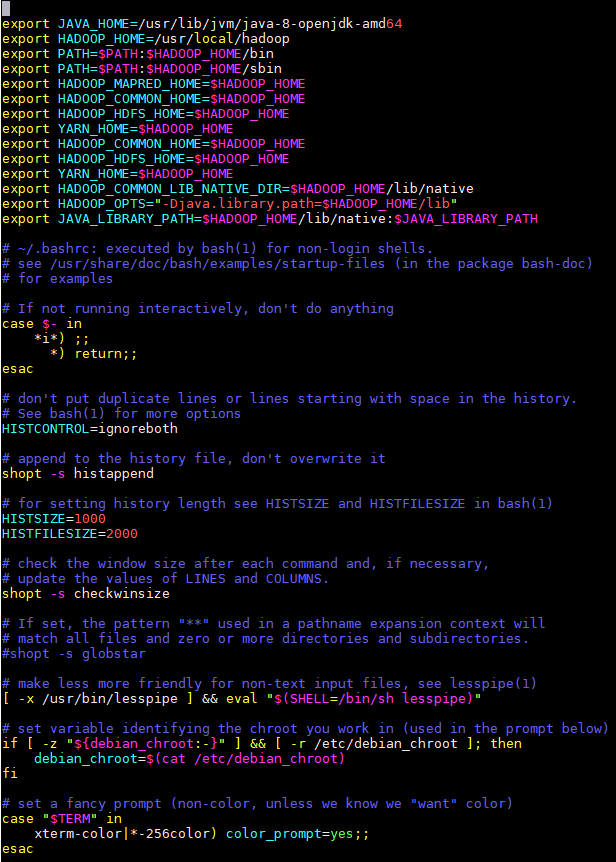 export JAVA_HOME=/usr/lib/jvm/java-8-openjdk-amd64
export HADOOP_HOME=/usr/local/hadoop
export PATH=$PATH:$HADOOP_HOME/bin
export PATH=$PATH:$HADOOP_HOME/sbin
export HADOOP_MAPRED_HOME=$HADOOP_HOME
export HADOOP_COMMON_HOME=$HADOOP_HOME
export HADOOP_HDFS_HOME=$HADOOP_HOME
export YARN_HOME=$HADOOP_HOME
export HADOOP_COMMON_HOME=$HADOOP_HOME
export HADOOP_HDFS_HOME=$HADOOP_HOME
export YARN_HOME=$HADOOP_HOME
export HADOOP_COMMON_LIB_NATIVE_DIR=$HADOOP_HOME/lib/native
export HADOOP_OPTS="-Djava.library.path=$HADOOP_HOME/lib"
export JAVA_LIBRARY_PATH=$HADOOP_HOME/lib/native:$JAVA_LIBRARY_PATH

# ~/.bashrc: executed by bash(1) for non-login shells.
# see /usr/share/doc/bash/examples/startup-files (in the package bash-doc)
# for examples

# If not running interactively, don't do anything
case $- in
    *i*) ;;
      *) return;;
esac

# don't put duplicate lines or lines starting with space in the history.
# See bash(1) for more options
HISTCONTROL=ignoreboth

# append to the history file, don't overwrite it
shopt -s histappend

# for setting history length see HISTSIZE and HISTFILESIZE in bash(1)
HISTSIZE=1000
HISTFILESIZE=2000

# check the window size after each command and, if necessary,
# update the values of LINES and COLUMNS.
shopt -s checkwinsize

# If set, the pattern "**" used in a pathname expansion context will
# match all files and zero or more directories and subdirectories.
#shopt -s globstar

# make less more friendly for non-text input files, see lesspipe(1)
[ -x /usr/bin/lesspipe ] && eval "$(SHELL=/bin/sh lesspipe)"

# set variable identifying the chroot you work in (used in the prompt below)
if [ -z "${debian_chroot:-}" ] && [ -r /etc/debian_chroot ]; then
    debian_chroot=$(cat /etc/debian_chroot)
fi

# set a fancy prompt (non-color, unless we know we "want" color)
case "$TERM" in
    xterm-color|*-256color) color_prompt=yes;;
esac